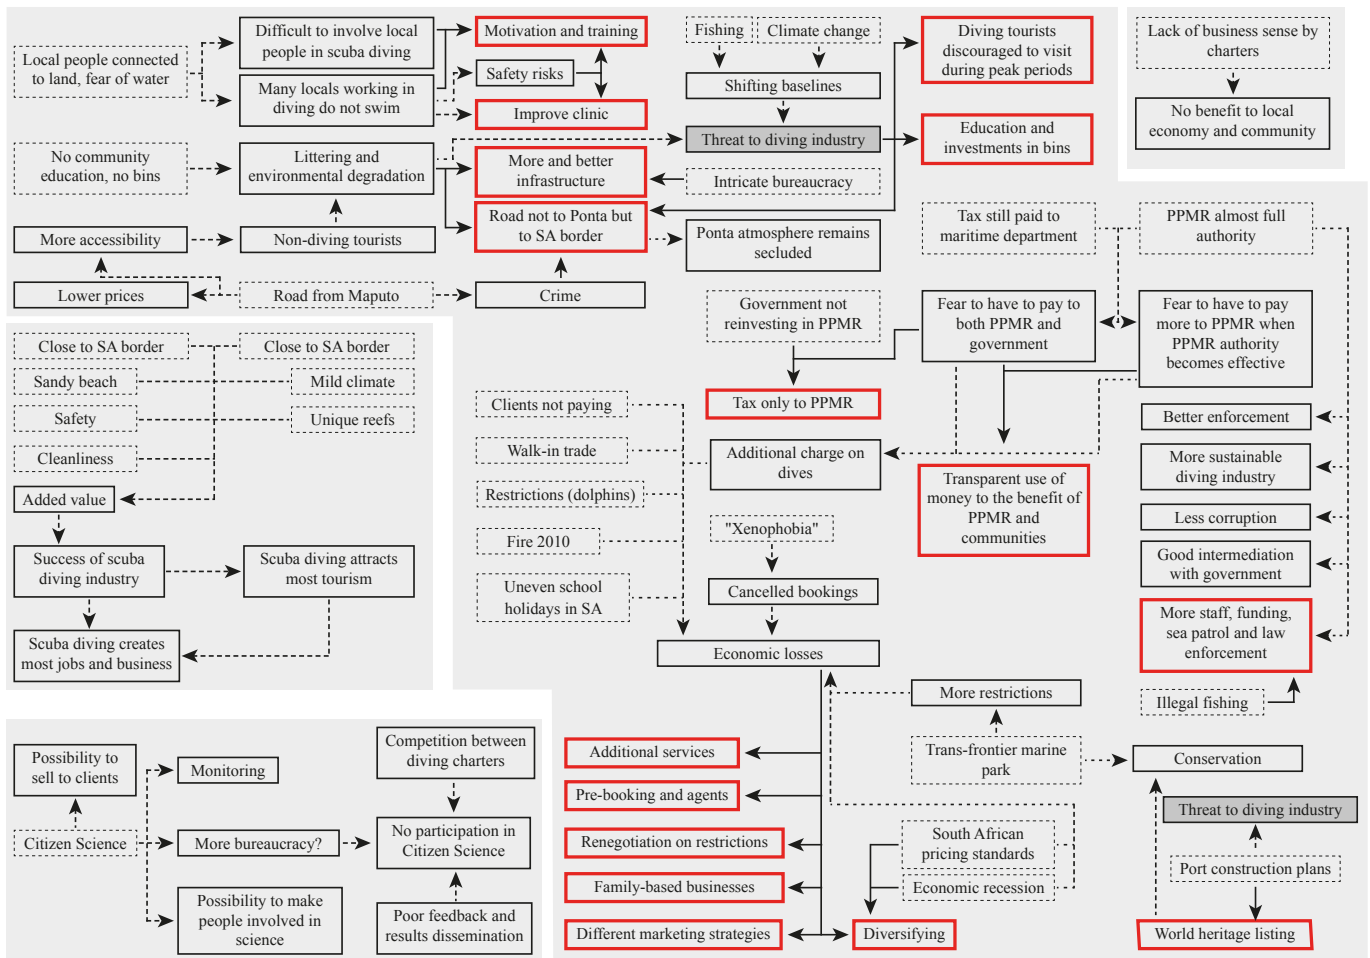 Local people connected
to land, fear of water
Difficult to involve local
people in scuba diving
Many locals working in
diving do not swim
Motivation and training
Safety risks
Improve clinic
Fishing
Climate change
Shifting baselines
Threat to diving industry
Diving tourists
discouraged to visit
during peak periods
Education and
investments in bins
Lack of business sense by
charters
No benefit to local
economy and community
No community
education, no bins
Littering and
environmental degradation
More and better
infrastructure
Intricate bureaucracy
Road not to Ponta but
to SA border
Ponta atmosphere remains
secluded
More accessibility
Non-diving tourists
Lower prices
Road from Maputo
Crime
Tax still paid to
maritime department
PPMR almost full
authority
Government not
reinvesting in PPMR
Fear to have to pay to
both PPMR and
government
Fear to have to pay
more to PPMR when
PPMR authority
becomes effective
Tax only to PPMR
Close to SA border
Close to SA border
Sandy beach
Mild climate
Safety
Unique reefs
Cleanliness
Added value
Success of scuba
diving industry
Scuba diving attracts
most tourism
Scuba diving creates
most jobs and business
Clients not paying
Walk-in trade
Restrictions (dolphins)
Fire 2010
Uneven school
holidays in SA
Additional charge on
dives
"Xenophobia"
Cancelled bookings
Economic losses
Transparent use of
money to the benefit of
PPMR and
communities
Better enforcement
More sustainable
diving industry
Less corruption
Good intermediation
with government
More staff, funding,
sea patrol and law
enforcement
Illegal fishing
More restrictions
Trans-frontier marine
park
Conservation
Threat to diving industry
Port construction plans
World heritage listing
Additional services
Pre-booking and agents
Renegotiation on restrictions
Family-based businesses
Different marketing strategies
Diversifying
South African
pricing standards
Economic recession
Possibility to
sell to clients
Citizen Science
Monitoring
More bureaucracy?
Possibility to make
people involved in
science
Competition between
diving charters
No participation in
Citizen Science
Poor feedback and
results dissemination